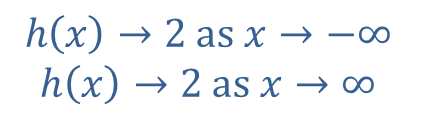 h(x) → 2 as x → −∞
h(x) → 2 as x → ∞